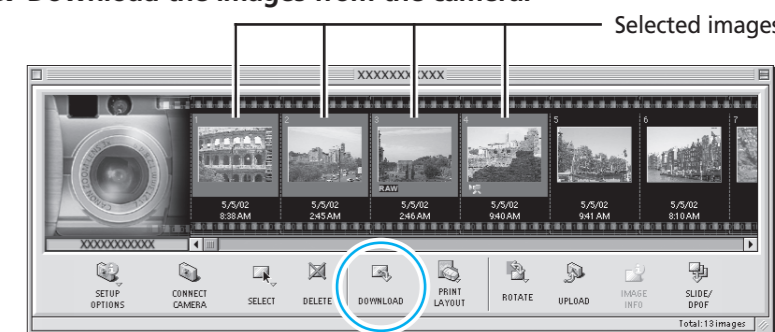 Download the images from the camera.
Selected images
XXXXXXXXXXX
1 2 3 4 5 6 7
RAW
5/5/02 5/5/02 5/5/02 5/5/02 5/5/02 5/5/02
8:38 AM 2:45 AM 2:46 AM 9:40 AM 9:41 AM 8:10 AM
XXXXXXXXXXX
SETUP OPTIONS
CONNECT CAMERA
SELECT
DELETE
DOWNLOAD
PRINT LAYOUT
ROTATE
UPLOAD
IMAGE INFO
SLIDE/ DPOF
Total:13 images